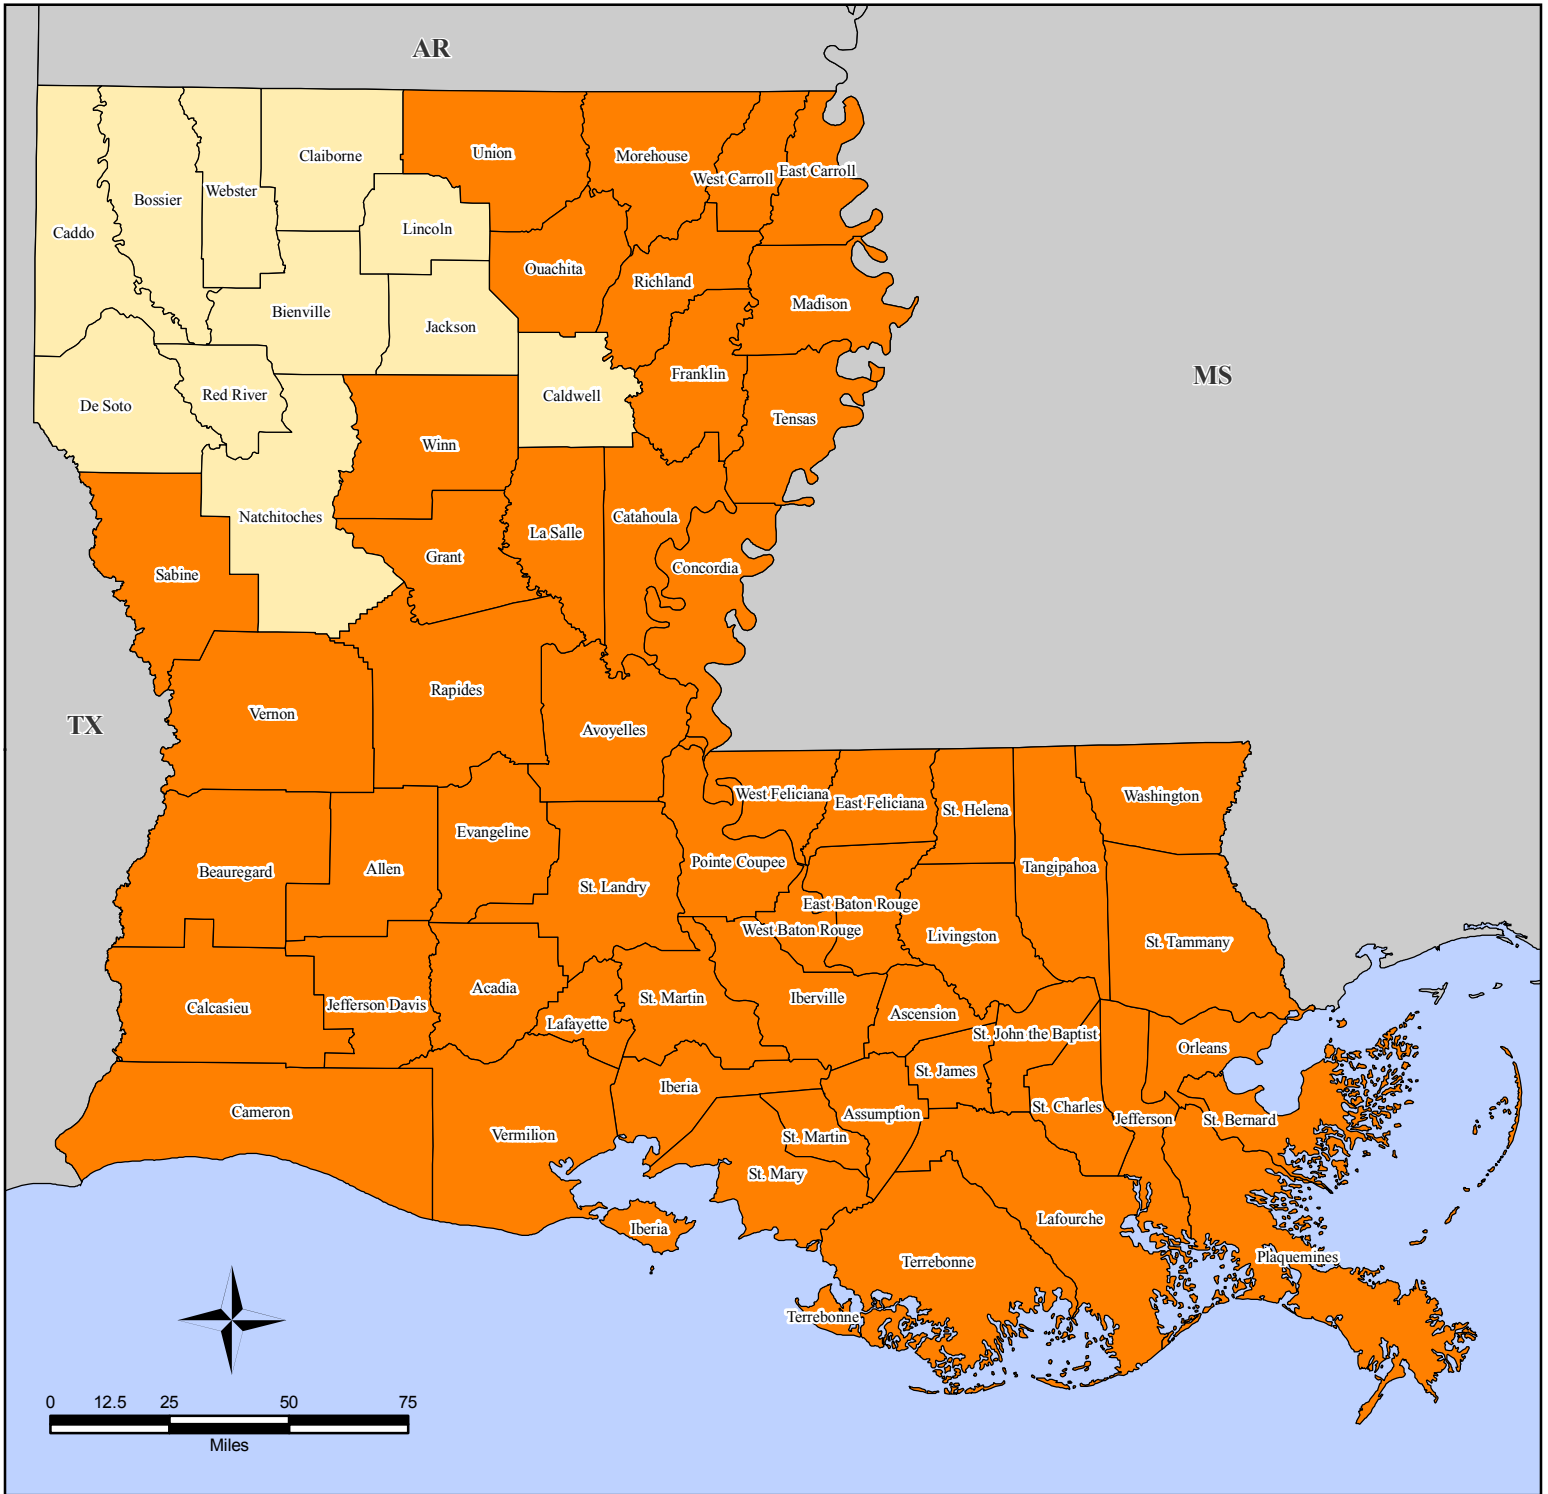 AR
Claiborne
Union
Morehouse
West Carroll
East Carroll
Webster
Bossier
Caddo
Lincoln
Ouachita
Richland
Madison
Bienville
Jackson
Franklin
MS
Red River
De Soto
Caldwell
Tensas
Winn
Natchitoches
La Salle
Catahoula
Grant
Concordia
Sabine
Rapides
Vernon
TX
Avoyelles
West Feliciana
East Feliciana
St. Helena
Washington
Evangeline
Pointe Coupee
Tangipahoa
Beauregard
Allen
St. Landry
East Baton Rouge
West Baton Rouge
Livingston
St. Tammany
Acadia
St. Martin
Iberville
Calcasieu
Jefferson Davis
Ascension
Lafayette
St. John the Baptist
Orleans
St. James
Iberia
Cameron
Assumption
St. Charles
Jefferson
St. Bernard
Vermilion
St. Martin
St. Mary
Iberia
Lafourche
Terrebonne
Plaquemines
Terrebonne
0 12.5 25 50 75
Miles